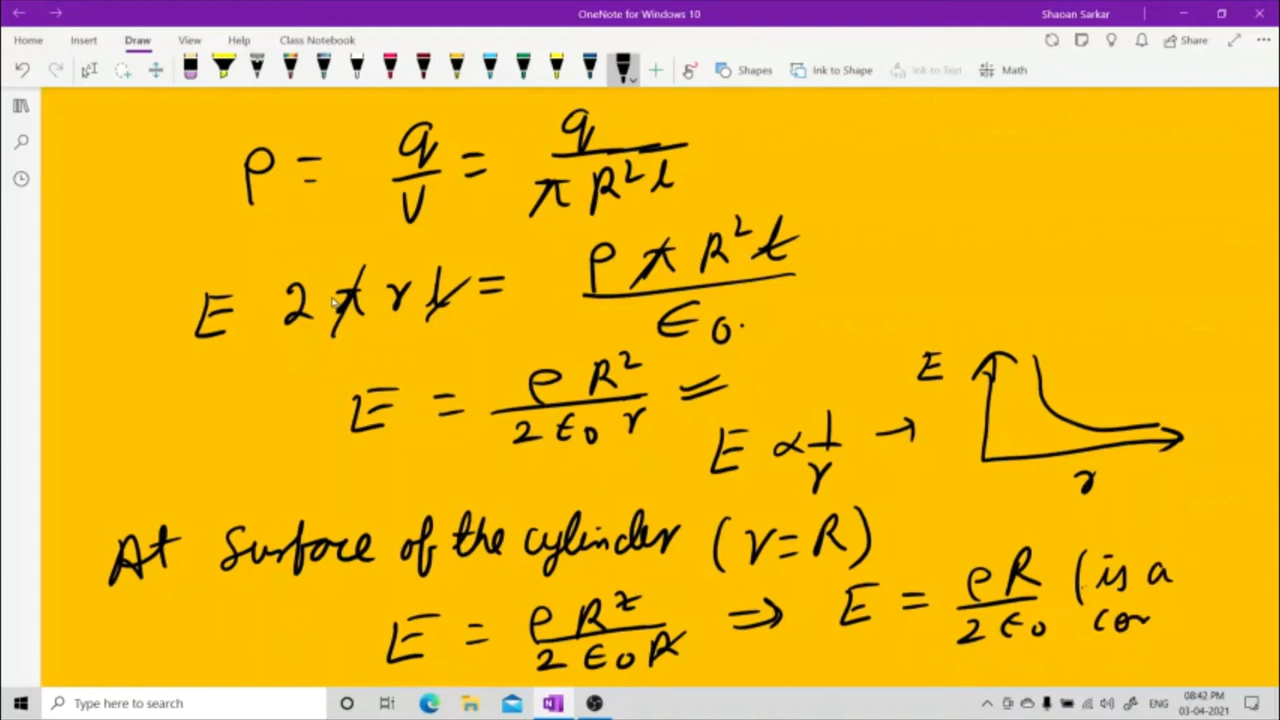 OneNote for Windows 10
Shaoan Sarkar
Home Insert Draw View Help Class Notebook
Share
Shapes Ink to Shape Ink to Text Math
ρ = q/V = q/πR²l
E 2πrl = ρπR²l/ε₀.
E = ρR²/2ε₀r =
E ∝ 1/r →
E
r
At Surface of the cylinder (r=R)
E = ρR²/2ε₀R ⇒ E = ρR/2ε₀ (is a
con
Type here to search
ENG
08:42 PM
03-04-2021